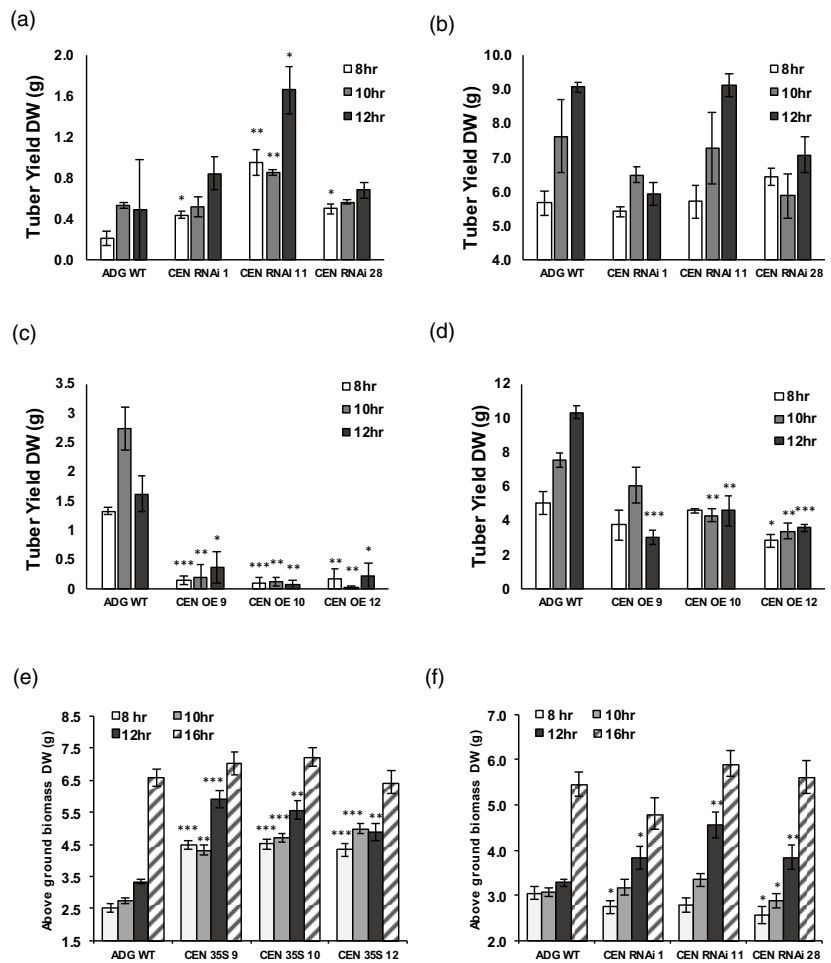 (a)
Tuber Yield DW (g)
2.0
1.6
1.2
0.8
0.4
0.0
8hr
10hr
12hr
*
**
**
*
*
ADG WT
CEN RNAi 1
CEN RNAI 11
CEN RNAi 28
(b)
Tuber Yield DW (g)
10.0
9.0
8.0
7.0
6.0
5.0
4.0
8hr
10hr
12hr
ADG WT
CEN RNAi 1
CEN RNAi 11
CEN RNAi 28
(c)
Tuber Yield DW (g)
3.5
3
2.5
2
1.5
1
0.5
0
8hr
10hr
12hr
***
**
*
***
**
**
**
**
*
ADG WT
CEN OE 9
CEN OE 10
CEN OE 12
(d)
Tuber Yield DW (g)
12
10
8
6
4
2
0
8hr
10hr
12hr
***
**
**
*
**
***
ADG WT
CEN OE 9
CEN OE 10
CEN OE 12
(e)
Above ground biomass DW (g)
8.5
7.5
6.5
5.5
4.5
3.5
2.5
1.5
8 hr
10hr
12hr
16hr
***
**
***
***
***
**
***
***
**
ADG WT
CEN 35S 9
CEN 35S 10
CEN 35S 12
(f)
Above ground biomass DW (g)
7.0
6.0
5.0
4.0
3.0
2.0
8 hr
10hr
12hr
16hr
*
*
**
*
*
**
ADG WT
CEN RNAi 1
CEN RNAi 11
CEN RNAi 28